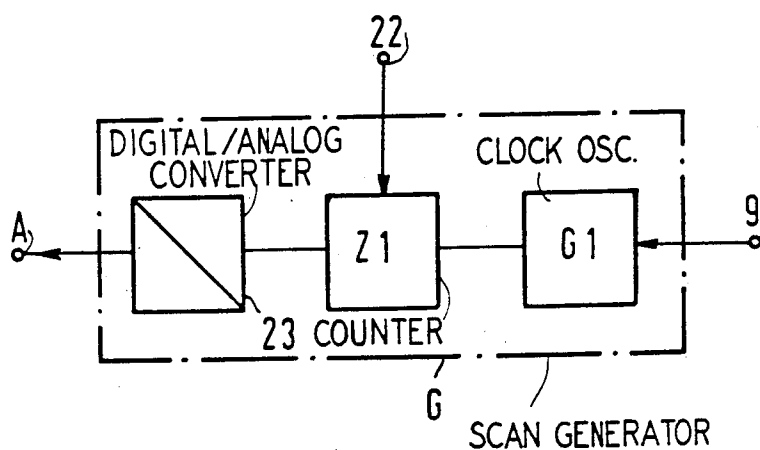 22
DIGITAL/ANALOG
CONVERTER
CLOCK OSC.
A
Z1
G1
9
23 COUNTER
G
SCAN GENERATOR